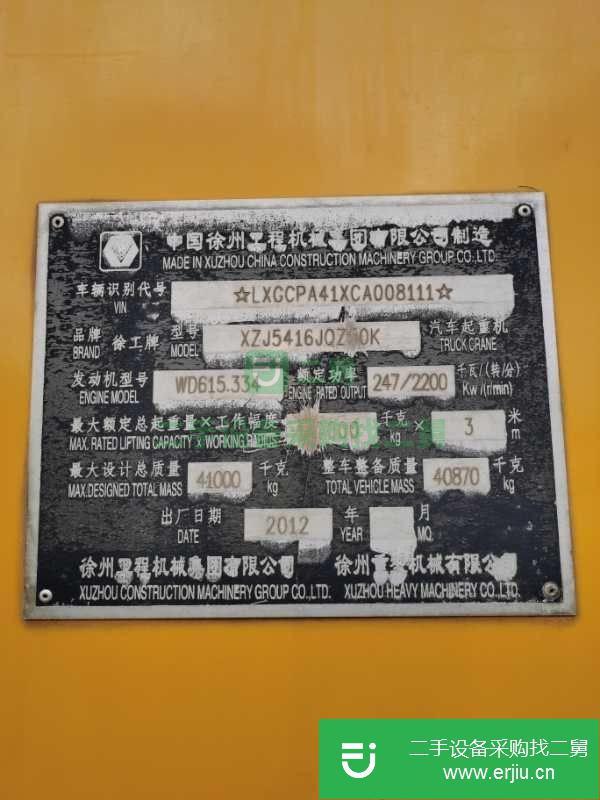 中国徐州工程机械集团有限公司制造
MADE IN XUZHOU CHINA CONSTRUCTION MACHINERY GROUP CO.,LTD.
车辆识别代号 VIN ☆LXGCPA41XCA008111☆
品牌 BRAND 徐工牌 型号 MODEL XZJ5416JQZ 0K 汽车起重机 TRUCK CRANE
发动机型号 ENGINE MODEL WD615.334 额定功率 ENGINE RATED OUTPUT 247/2200 千瓦/(转/分) Kw /(r/min)
最大额定总起重量×工作幅度 MAX. RATED LIFTING CAPACITY × WORKING RADIUS 00 千克 kg × 3 米 m
最大设计总质量 MAX.DESIGNED TOTAL MASS 41000 千克 kg 整车整备质量 TOTAL VEHICLE MASS 40870 千克 kg
出厂日期 DATE 2012 年 YEAR 月 MO.
徐州工程机械集团有限公司 徐州重型机械有限公司
XUZHOU CONSTRUCTION MACHINERY GROUP CO.,LTD. XUZHOU HEAVY MACHINERY CO.,LTD.
二手设备采购找二舅
www.erjiu.cn